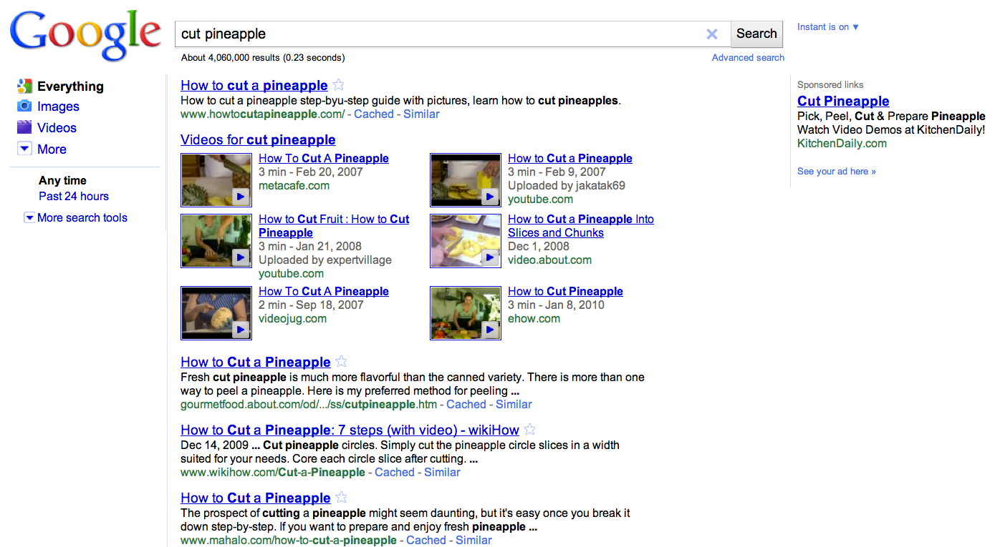 Google
cut pineapple
Search
Instant is on ▼
About 4,060,000 results (0.23 seconds)
Advanced search
Everything
Images
Videos
More
Any time
Past 24 hours
More search tools
How to cut a pineapple
How to cut a pineapple step-byu-step guide with pictures, learn how to cut pineapples.
www.howtocutapineapple.com/ - Cached - Similar
Videos for cut pineapple
How To Cut A Pineapple
3 min - Feb 20, 2007
metacafe.com
How to Cut a Pineapple
3 min - Feb 9, 2007
Uploaded by jakatak69
youtube.com
How to Cut Fruit : How to Cut
Pineapple
3 min - Jan 21, 2008
Uploaded by expertvillage
youtube.com
How to Cut a Pineapple Into
Slices and Chunks
Dec 1, 2008
video.about.com
How To Cut A Pineapple
2 min - Sep 18, 2007
videojug.com
How to Cut Pineapple
3 min - Jan 8, 2010
ehow.com
How to Cut a Pineapple
Fresh cut pineapple is much more flavorful than the canned variety. There is more than one
way to peel a pineapple. Here is my preferred method for peeling ...
gourmetfood.about.com/od/.../ss/cutpineapple.htm - Cached - Similar
How to Cut a Pineapple: 7 steps (with video) - wikiHow
Dec 14, 2009 ... Cut pineapple circles. Simply cut the pineapple circle slices in a width
suited for your needs. Core each circle slice after cutting. ...
www.wikihow.com/Cut-a-Pineapple - Cached - Similar
How to Cut a Pineapple
The prospect of cutting a pineapple might seem daunting, but it's easy once you break it
down step-by-step. If you want to prepare and enjoy fresh pineapple ...
www.mahalo.com/how-to-cut-a-pineapple - Cached - Similar
Sponsored links
Cut Pineapple
Pick, Peel, Cut & Prepare Pineapple
Watch Video Demos at KitchenDaily!
KitchenDaily.com
See your ad here »